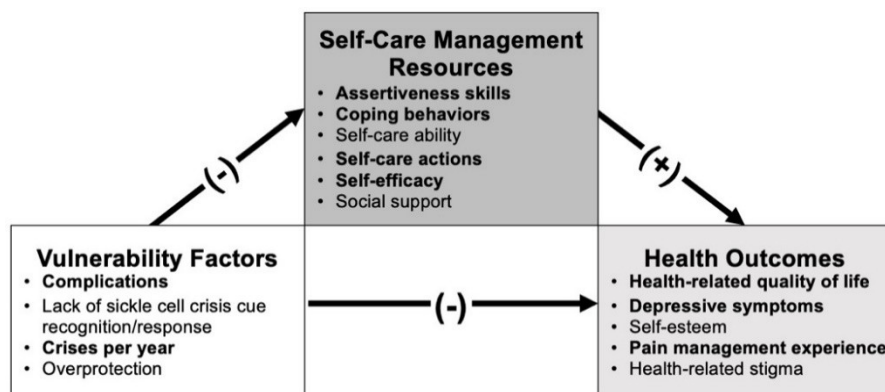 Self-Care Management
Resources
• Assertiveness skills
• Coping behaviors
• Self-care ability
• Self-care actions
• Self-efficacy
• Social support
(-)
(+)
Vulnerability Factors
• Complications
• Lack of sickle cell crisis cue
recognition/response
• Crises per year
• Overprotection
(-)
Health Outcomes
• Health-related quality of life
• Depressive symptoms
• Self-esteem
• Pain management experience
• Health-related stigma